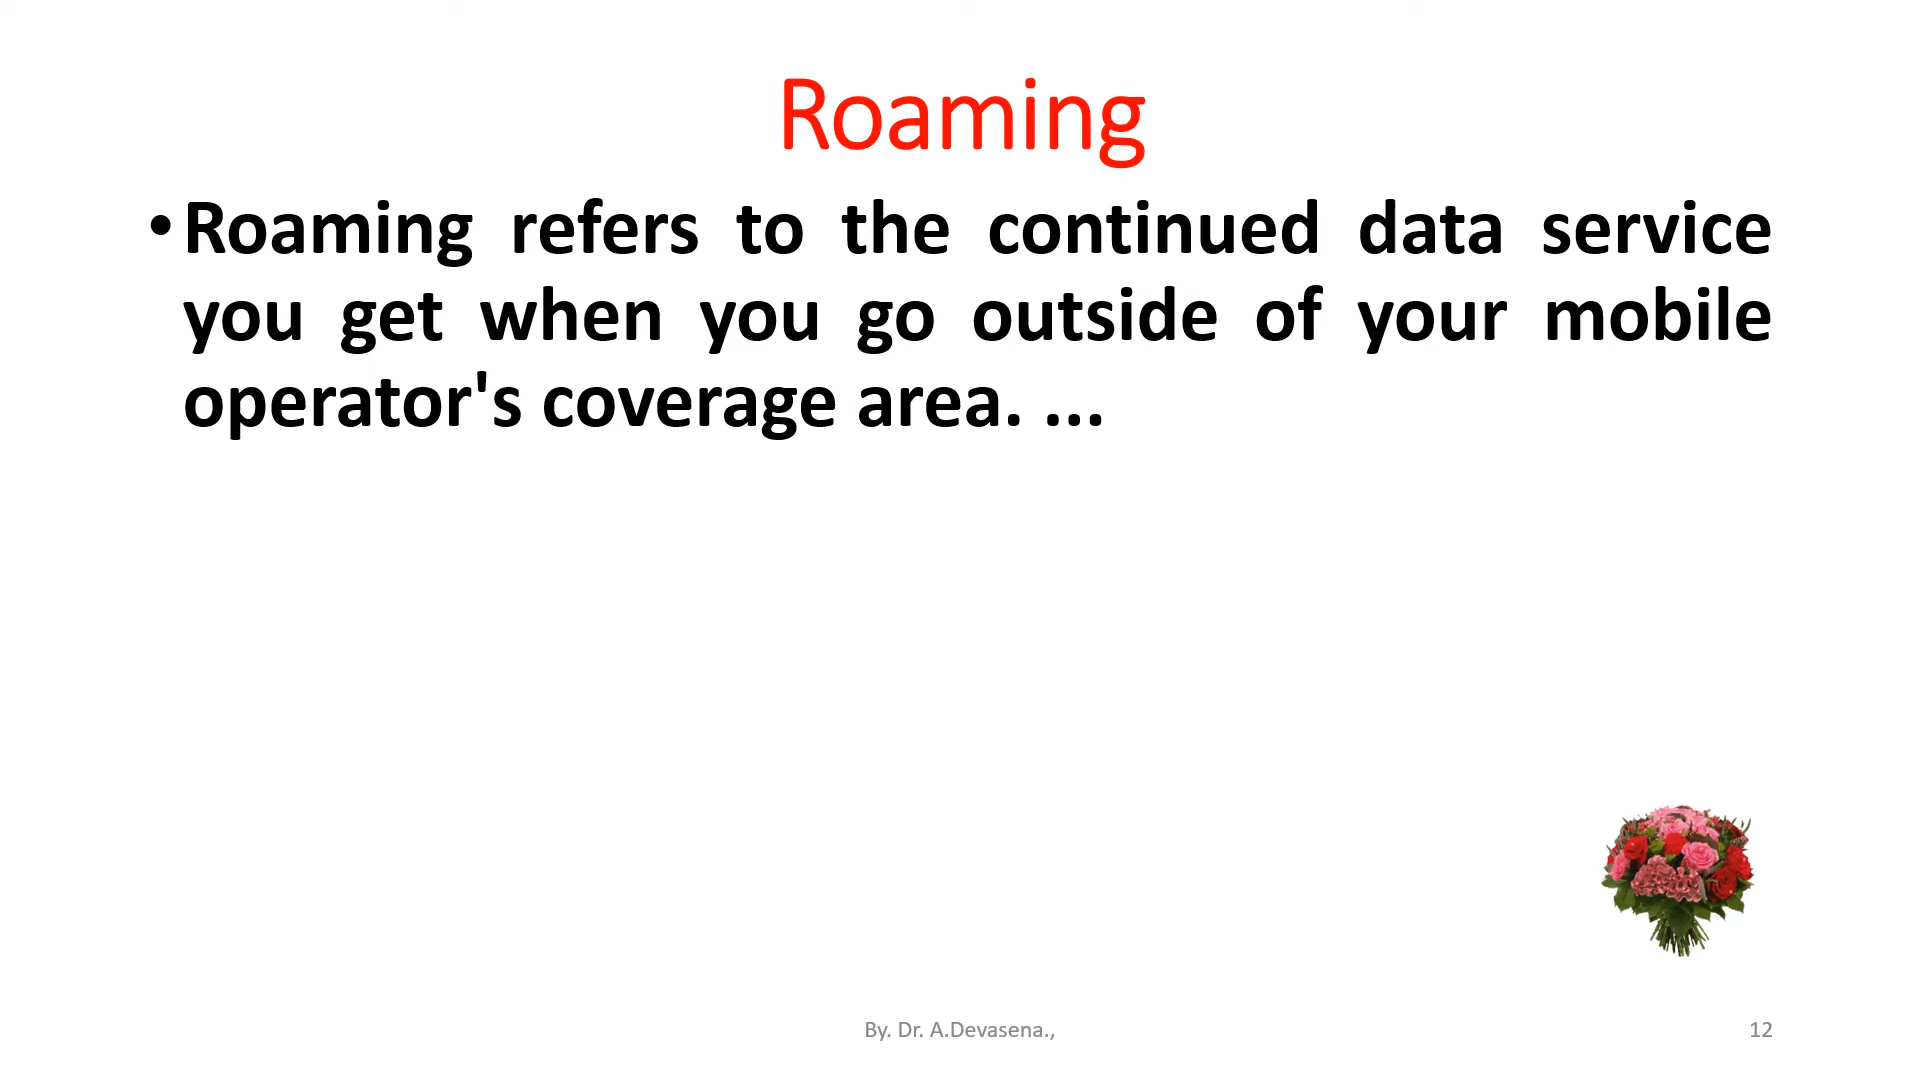 Roaming
•Roaming refers to the continued data service
you get when you go outside of your mobile
operator's coverage area. ...
By. Dr. A.Devasena.,
12